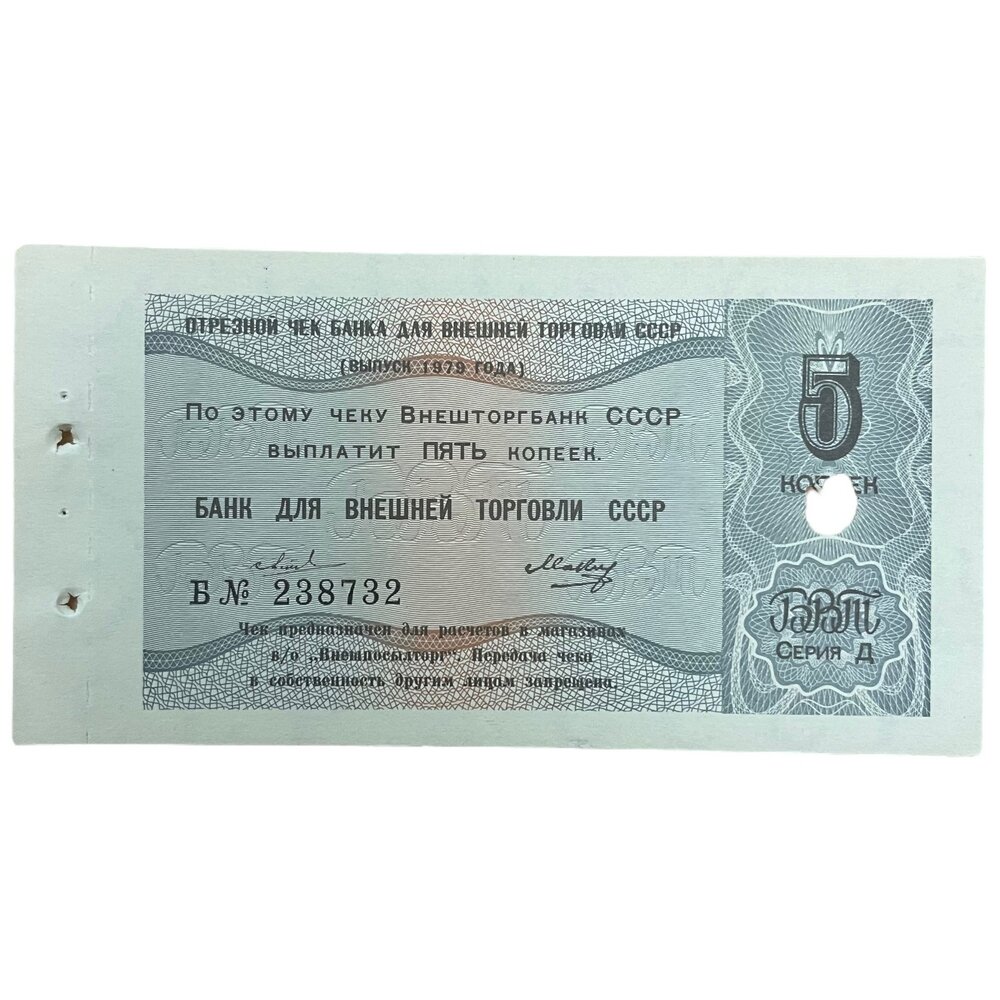 ОТРЕЗНОЙ ЧЕК БАНКА ДЛЯ ВНЕШНЕЙ ТОРГОВЛИ СССР
(ВЫПУСК 1979 ГОДА)
По этому чеку Внешторгбанк СССР
выплатит ПЯТЬ копеек.
БАНК ДЛЯ ВНЕШНЕЙ ТОРГОВЛИ СССР
Б № 238732
Чек предназначен для расчетов в магазинах
в/о „Внешпосылторг". Передача чека
в собственность другим лицам запрещена.
5
БВТ
Серия Д